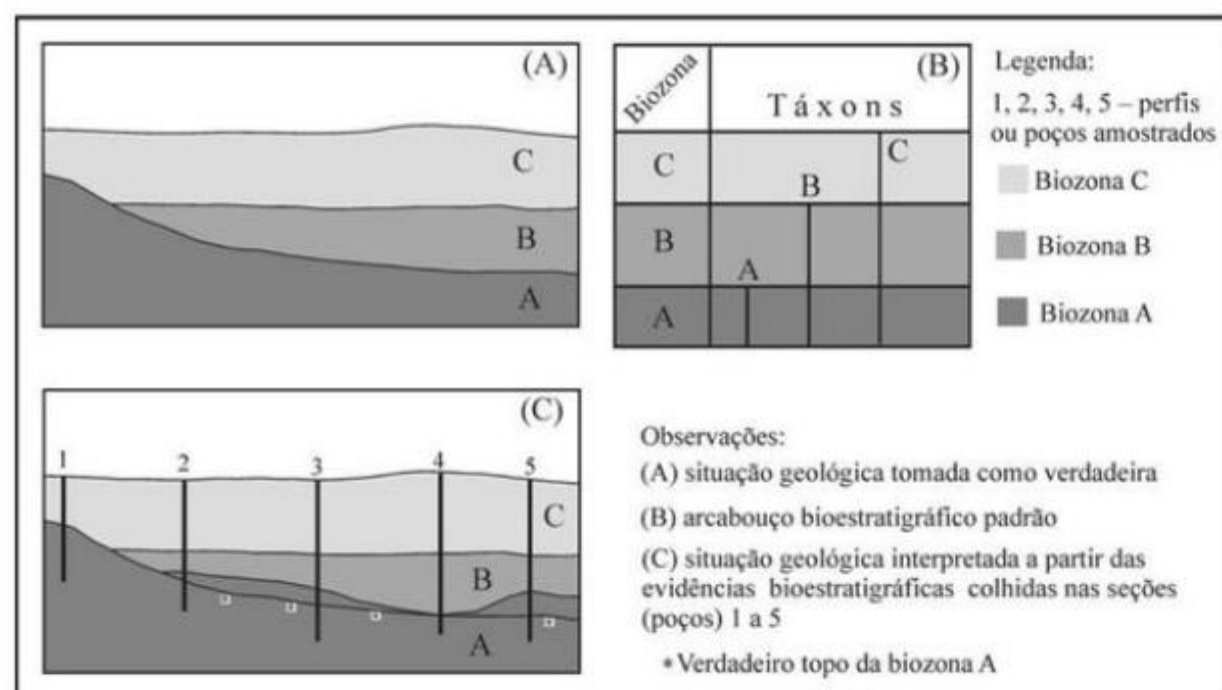 (A)
C
B
A
Biozona
Táxons
(B)
C
C
B
B
A
A
Legenda:
1, 2, 3, 4, 5 – perfis
ou poços amostrados
Biozona C
Biozona B
Biozona A
(C)
1
2
3
4
5
C
B
A
Observações:
(A) situação geológica tomada como verdadeira
(B) arcabouço bioestratigráfico padrão
(C) situação geológica interpretada a partir das
evidências bioestratigráficas colhidas nas seções
(poços) 1 a 5
* Verdadeiro topo da biozona A